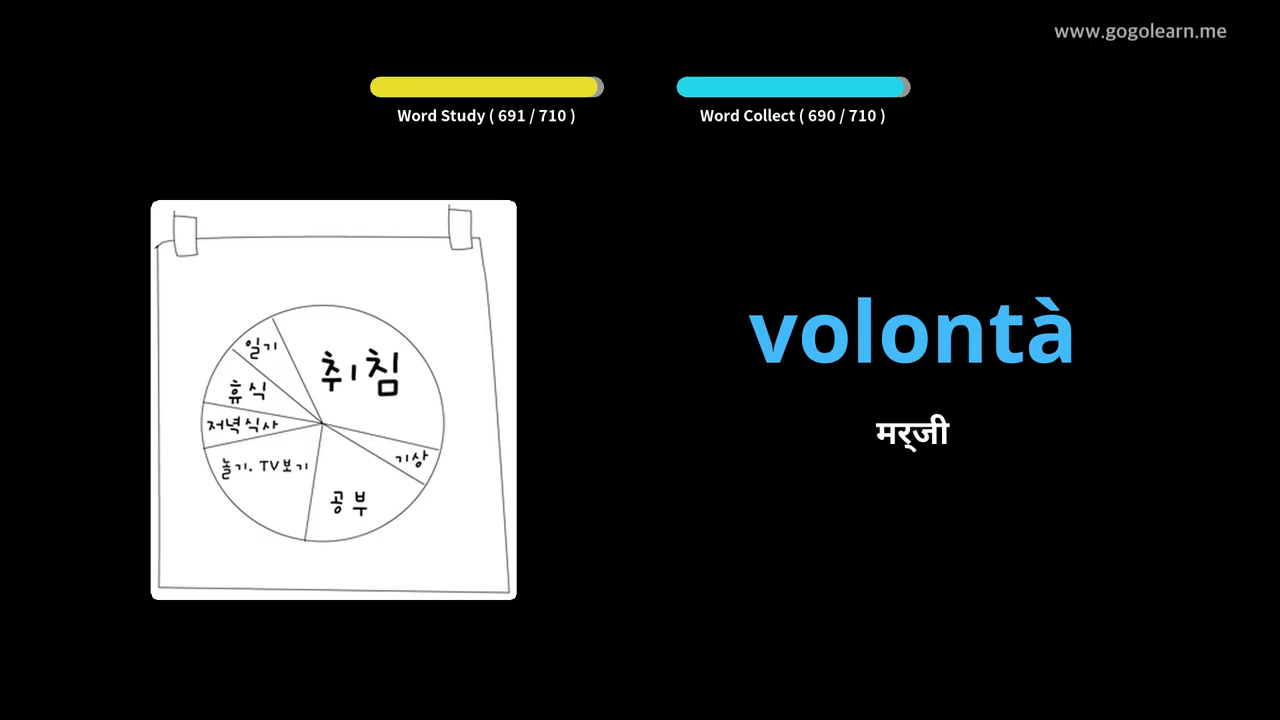 www.gogolearn.me
Word Study ( 691 / 710 )
Word Collect ( 690 / 710 )
일기
취침
휴식
저녁식사
놀기. TV보기
기상
공부
volontà
मर्‌जी